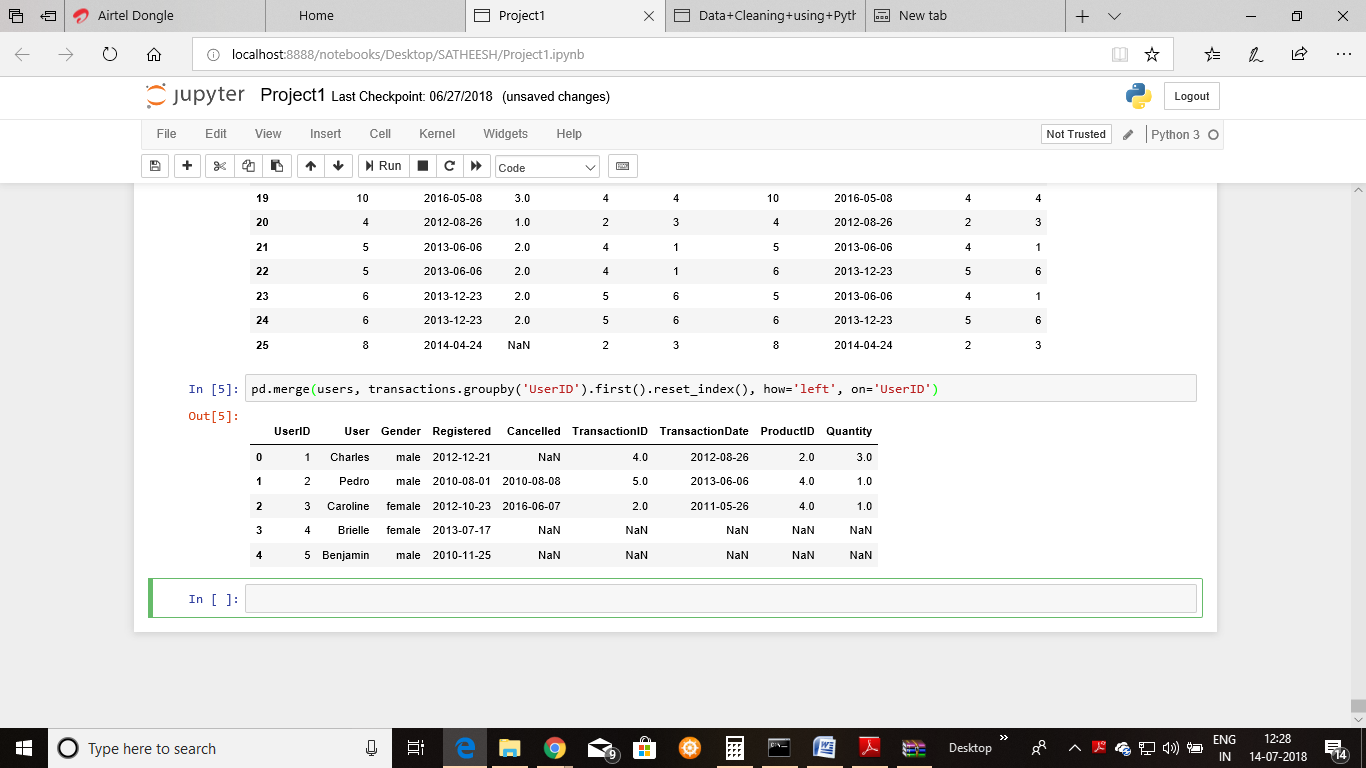 Airtel Dongle Home Project1 Data+Cleaning+using+Pyth New tab
localhost:8888/notebooks/Desktop/SATHEESH/Project1.ipynb
jupyter Project1 Last Checkpoint: 06/27/2018 (unsaved changes) Logout
File Edit View Insert Cell Kernel Widgets Help Not Trusted Python 3
Run Code
19 10 2016-05-08 3.0 4 4 10 2016-05-08 4 4
20 4 2012-08-26 1.0 2 3 4 2012-08-26 2 3
21 5 2013-06-06 2.0 4 1 5 2013-06-06 4 1
22 5 2013-06-06 2.0 4 1 6 2013-12-23 5 6
23 6 2013-12-23 2.0 5 6 5 2013-06-06 4 1
24 6 2013-12-23 2.0 5 6 6 2013-12-23 5 6
25 8 2014-04-24 NaN 2 3 8 2014-04-24 2 3
In [5]: pd.merge(users, transactions.groupby('UserID').first().reset_index(), how='left', on='UserID')
Out[5]:
UserID User Gender Registered Cancelled TransactionID TransactionDate ProductID Quantity
0 1 Charles male 2012-12-21 NaN 4.0 2012-08-26 2.0 3.0
1 2 Pedro male 2010-08-01 2010-08-08 5.0 2013-06-06 4.0 1.0
2 3 Caroline female 2012-10-23 2016-06-07 2.0 2011-05-26 4.0 1.0
3 4 Brielle female 2013-07-17 NaN NaN NaN NaN NaN
4 5 Benjamin male 2010-11-25 NaN NaN NaN NaN NaN
In [ ]:
Type here to search 9 Desktop ENG 12:28
IN 14-07-2018 14